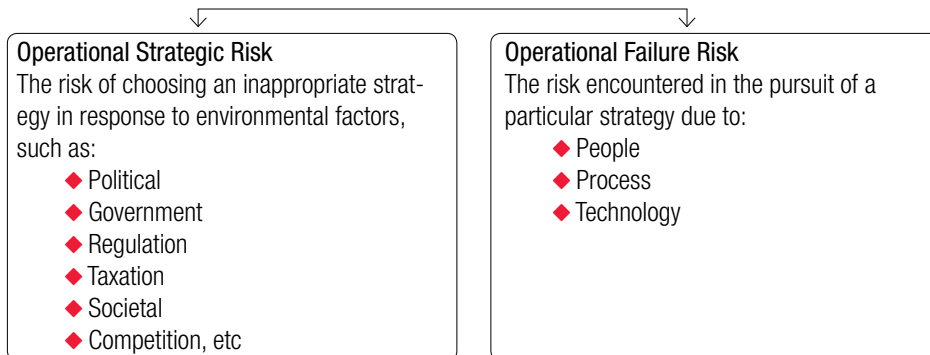 Operational Strategic Risk
The risk of choosing an inappropriate strat-
egy in response to environmental factors,
such as:
◆ Political
◆ Government
◆ Regulation
◆ Taxation
◆ Societal
◆ Competition, etc
Operational Failure Risk
The risk encountered in the pursuit of a
particular strategy due to:
◆ People
◆ Process
◆ Technology